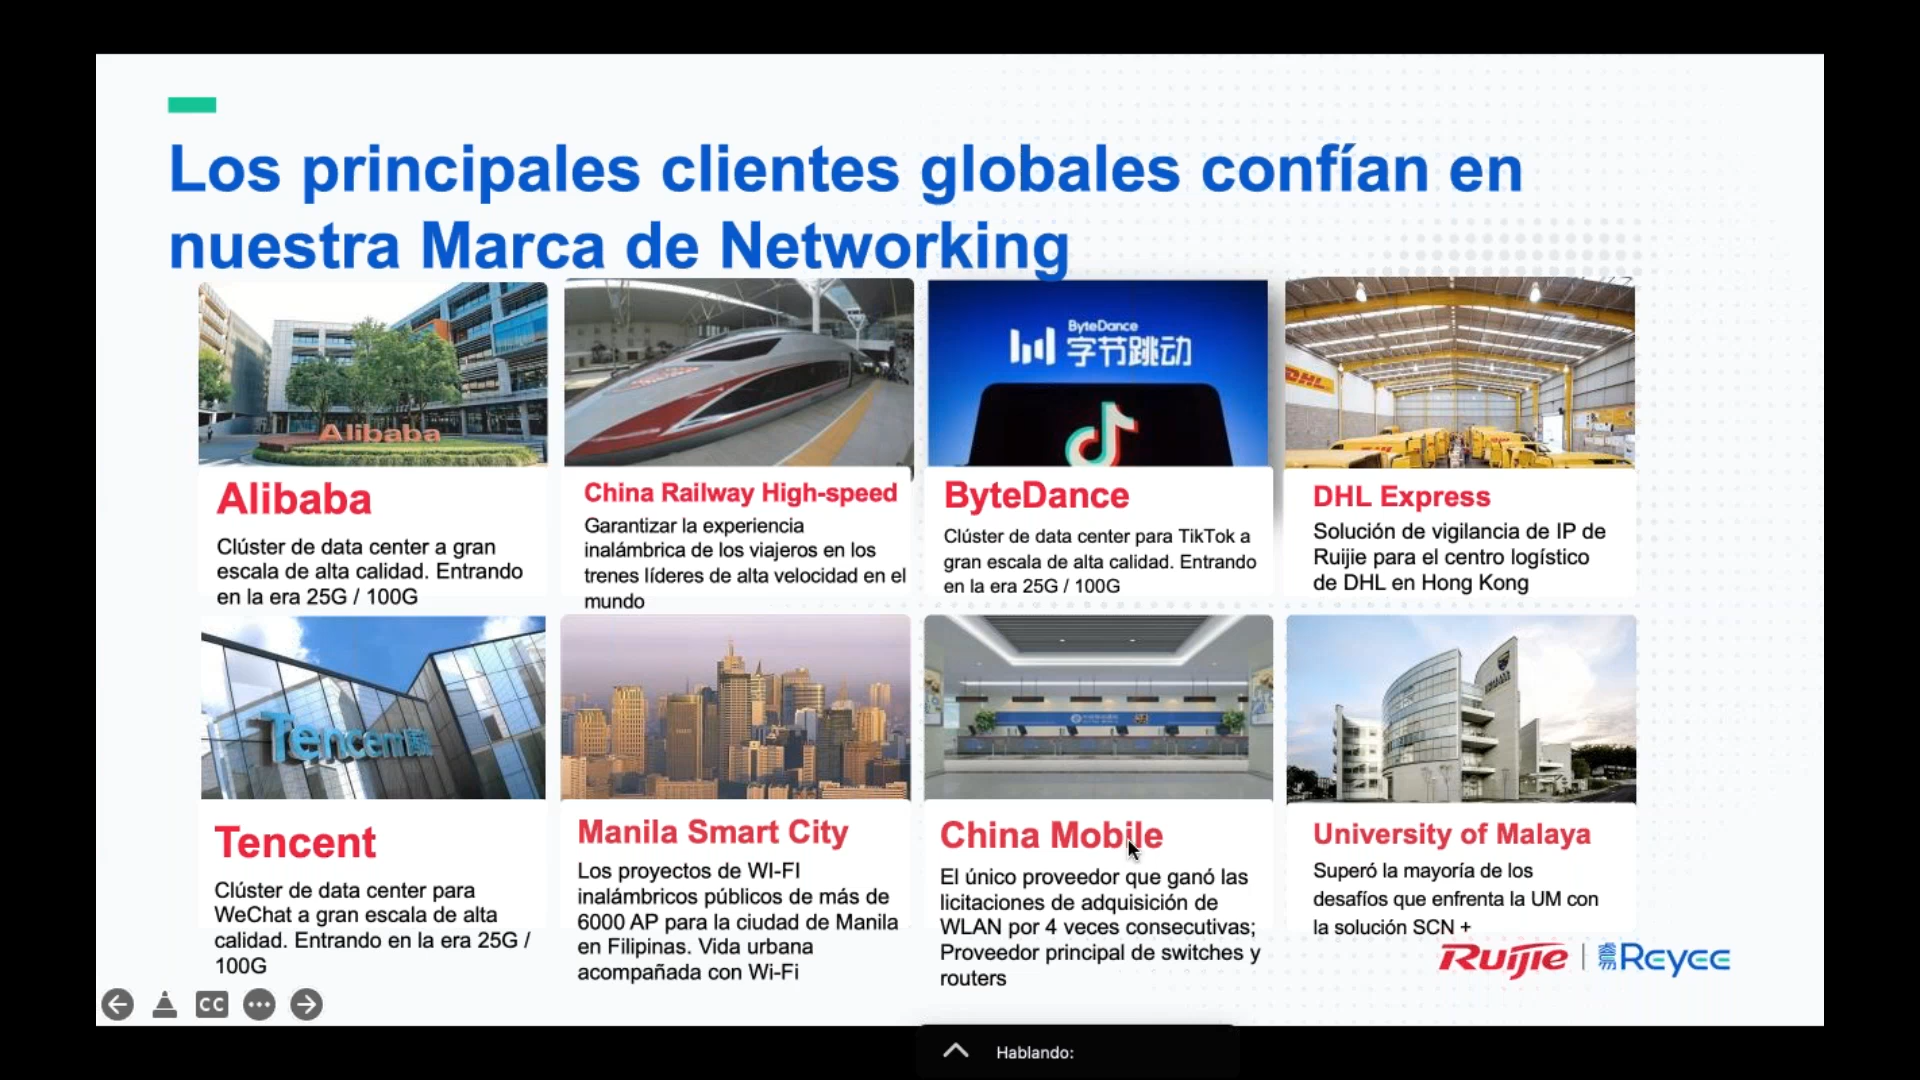 Los principales clientes globales confían en
nuestra Marca de Networking
Alibaba
ByteDance
字节跳动
DHL
Alibaba
Clúster de data center a gran
escala de alta calidad. Entrando
en la era 25G / 100G
China Railway High-speed
Garantizar la experiencia
inalámbrica de los viajeros en los
trenes líderes de alta velocidad en el
mundo
ByteDance
Clúster de data center para TikTok a
gran escala de alta calidad. Entrando
en la era 25G / 100G
DHL Express
Solución de vigilancia de IP de
Ruijie para el centro logístico
de DHL en Hong Kong
Tencent
Tencent
Clúster de data center para
WeChat a gran escala de alta
calidad. Entrando en la era 25G /
100G
Manila Smart City
Los proyectos de WI-FI
inalámbricos públicos de más de
6000 AP para la ciudad de Manila
en Filipinas. Vida urbana
acompañada con Wi-Fi
China Mobile
El único proveedor que ganó las
licitaciones de adquisición de
WLAN por 4 veces consecutivas;
Proveedor principal de switches y
routers
University of Malaya
Superó la mayoría de los
desafíos que enfrenta la UM con
la solución SCN +
Ruijie | Reyee
CC
Hablando: